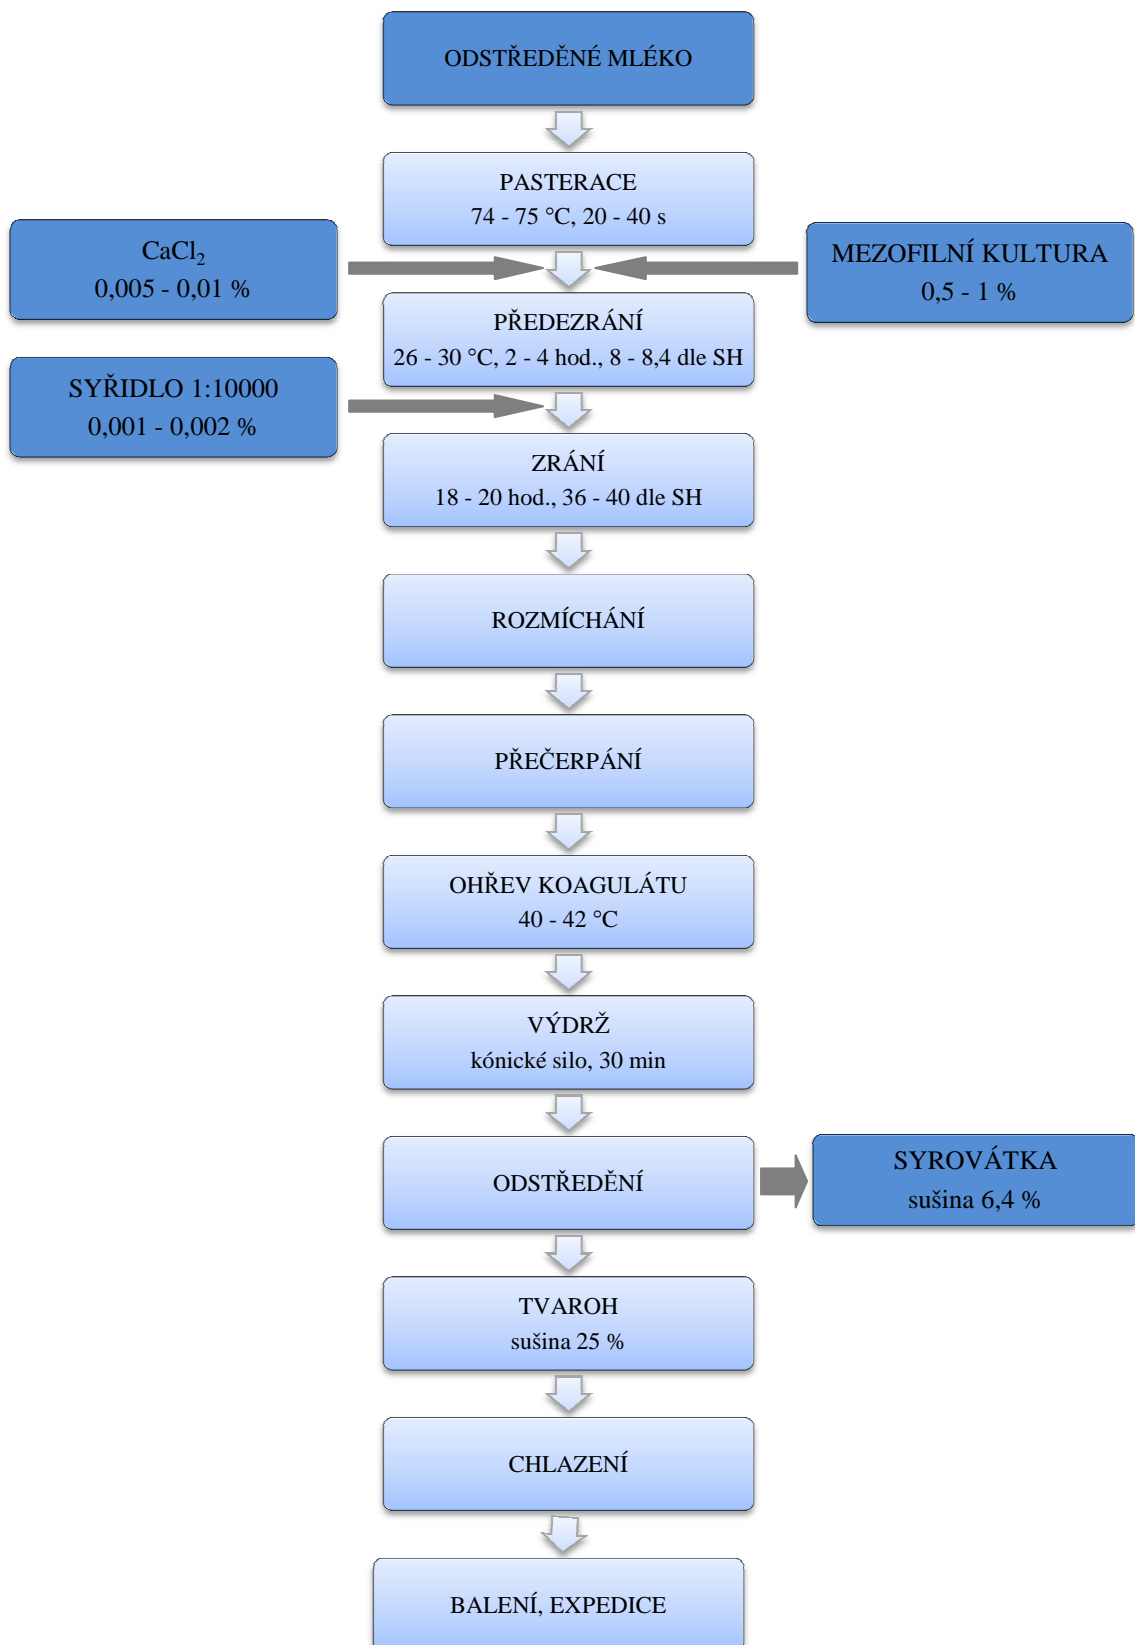 ODSTŘEDĚNÉ MLÉKO
PASTERACE
74 - 75 °C, 20 - 40 s
CaCl₂
0,005 - 0,01 %
MEZOFILNÍ KULTURA
0,5 - 1 %
PŘEDEZRÁNÍ
26 - 30 °C, 2 - 4 hod., 8 - 8,4 dle SH
SYŘIDLO 1:10000
0,001 - 0,002 %
ZRÁNÍ
18 - 20 hod., 36 - 40 dle SH
ROZMÍCHÁNÍ
PŘEČERPÁNÍ
OHŘEV KOAGULÁTU
40 - 42 °C
VÝDRŽ
kónické silo, 30 min
ODSTŘEDĚNÍ
SYROVÁTKA
sušina 6,4 %
TVAROH
sušina 25 %
CHLAZENÍ
BALENÍ, EXPEDICE